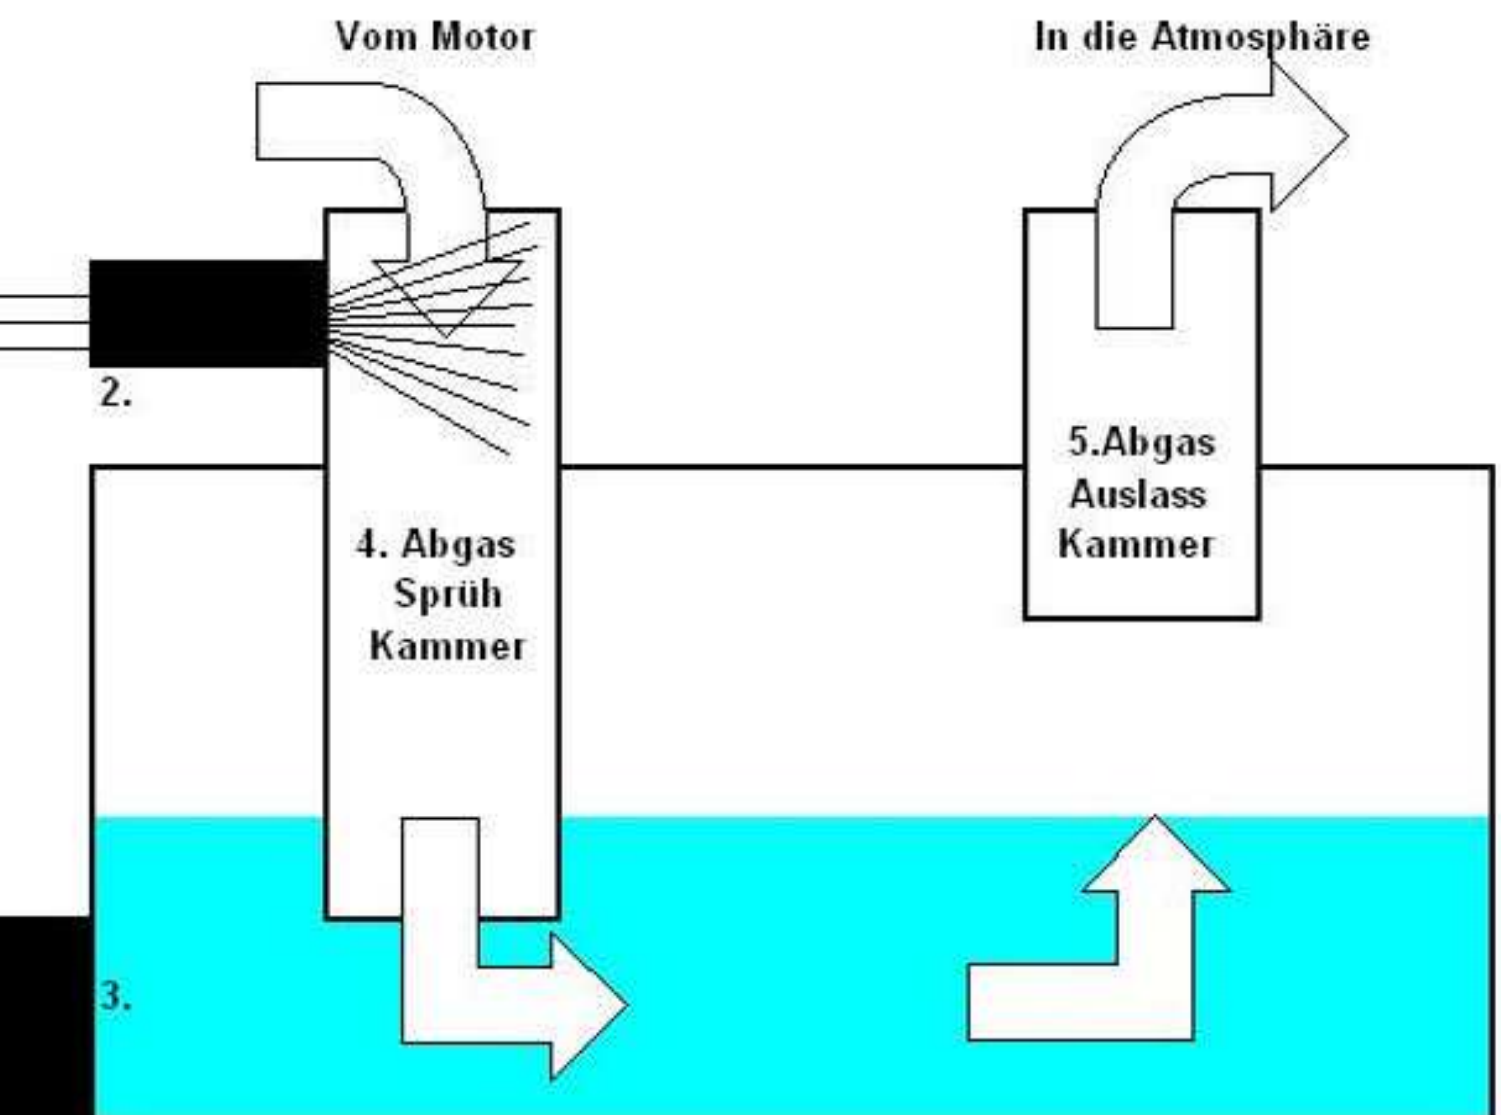 Vom Motor
In die Atmosphäre
2.
5.Abgas
Auslass
Kammer
4. Abgas
Sprüh
Kammer
3.